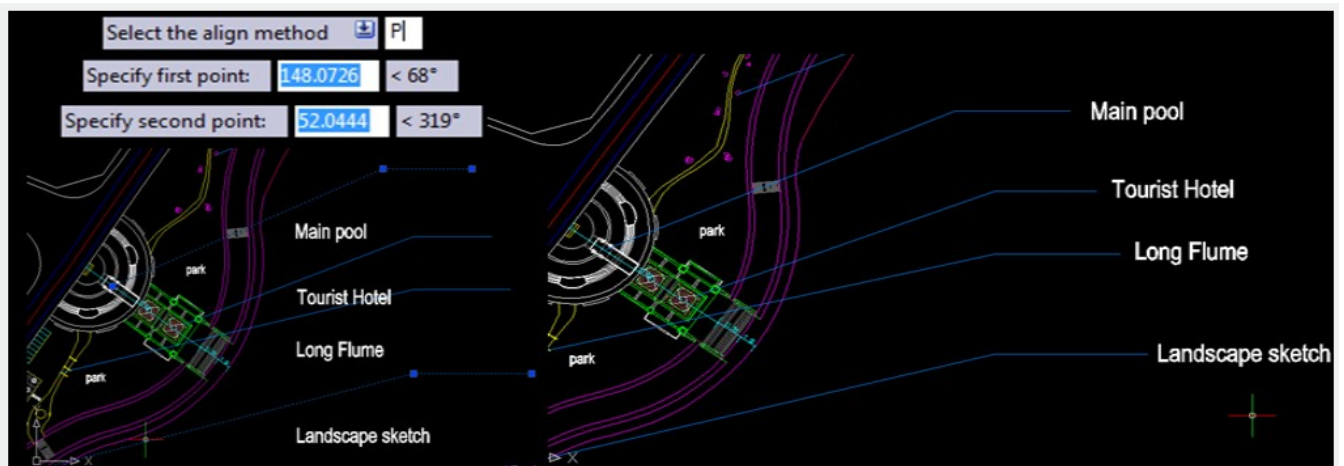 Select the align method P
Specify first point: 148.0726 < 68°
Specify second point: 52.0444 < 319°
Main pool
park
Tourist Hotel
Long Flume
park
Landscape sketch
X
Main pool
Tourist Hotel
park
Long Flume
park
Landscape sketch
X